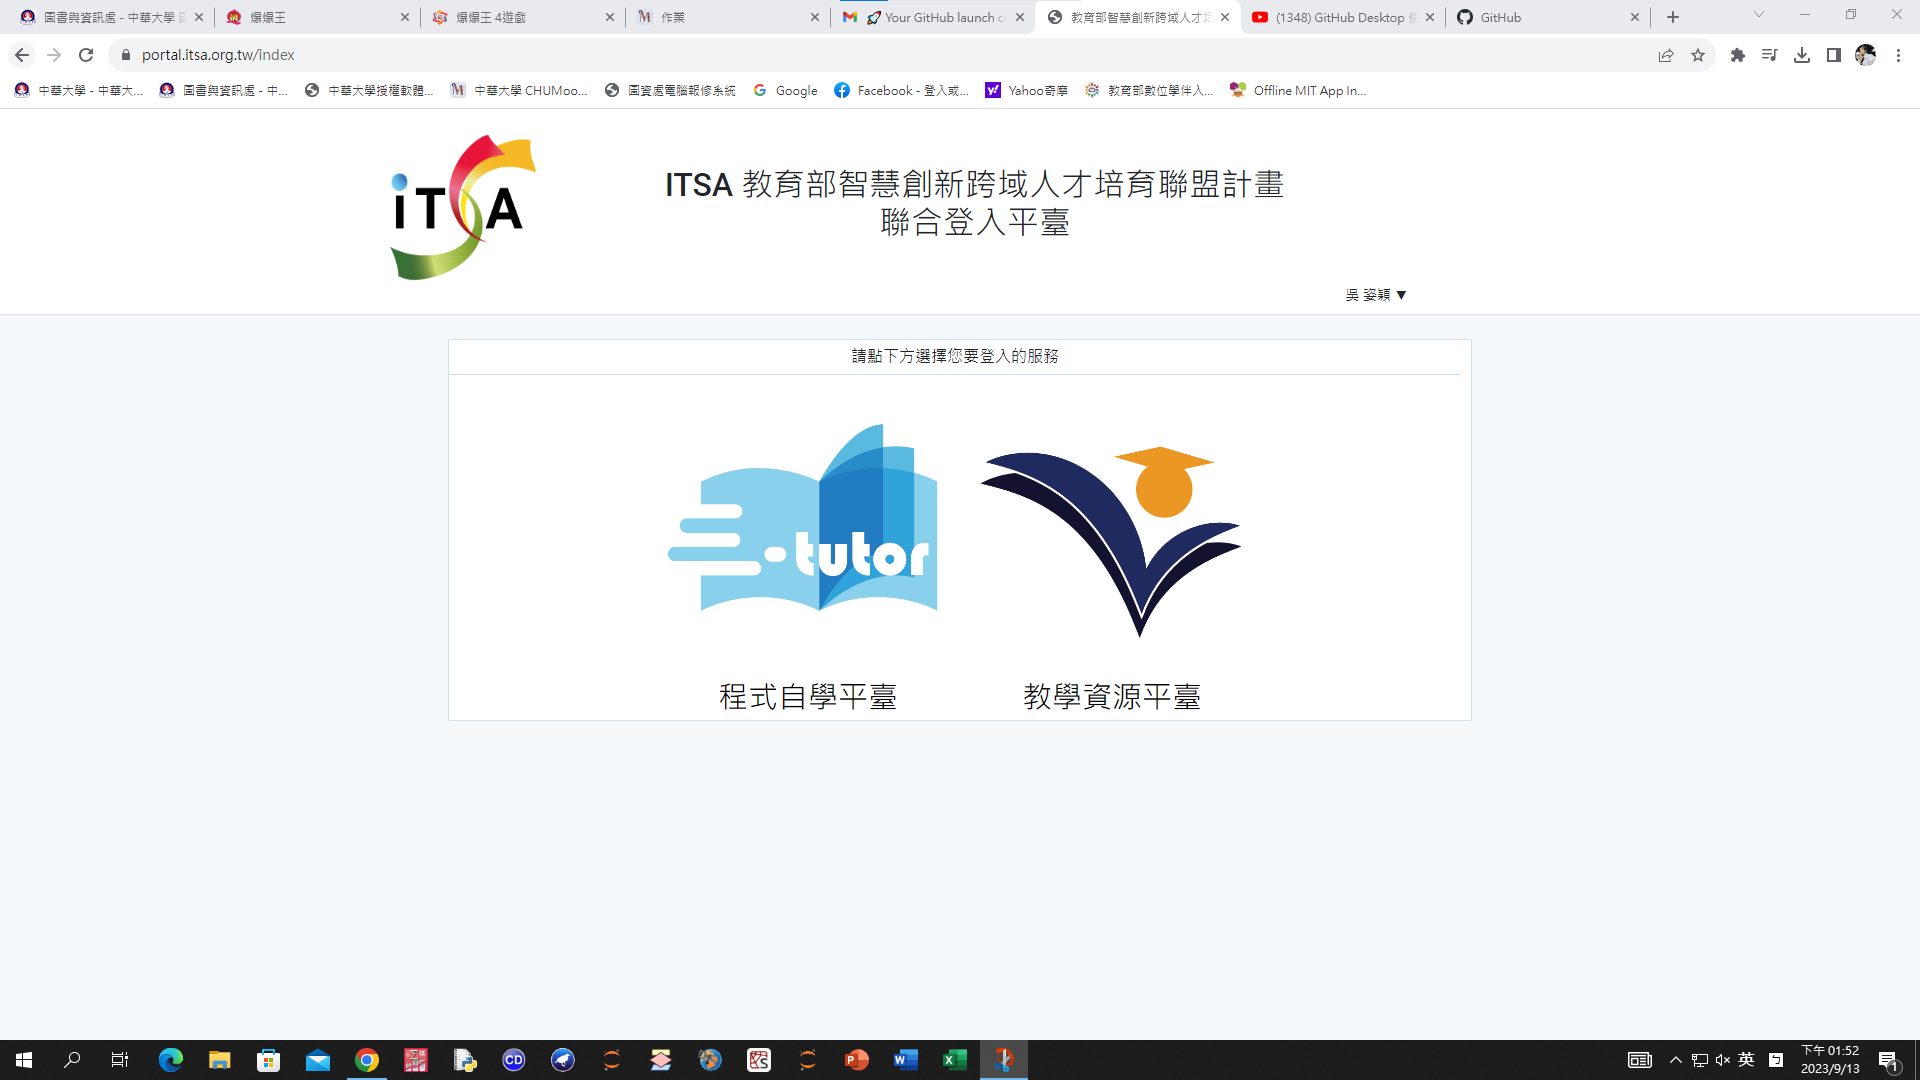 圖書與資訊處 - 中華大學
爆爆王
爆爆王 4遊戲
作業
Your GitHub launch
教育部智慧創新跨域人才
(1348) GitHub Desktop
GitHub
portal.itsa.org.tw/index
中華大學 - 中華大...
圖書與資訊處 - 中...
中華大學授權軟體...
中華大學 CHUMoo...
圖資處電腦報修系統
Google
Facebook - 登入或...
Yahoo奇摩
教育部數位學伴入...
Offline MIT App In...
iTSA
ITSA 教育部智慧創新跨域人才培育聯盟計畫
聯合登入平臺
吳 姿穎 ▼
請點下方選擇您要登入的服務
E-tutor
程式自學平臺
教學資源平臺
英
下午 01:52
2023/9/13
1